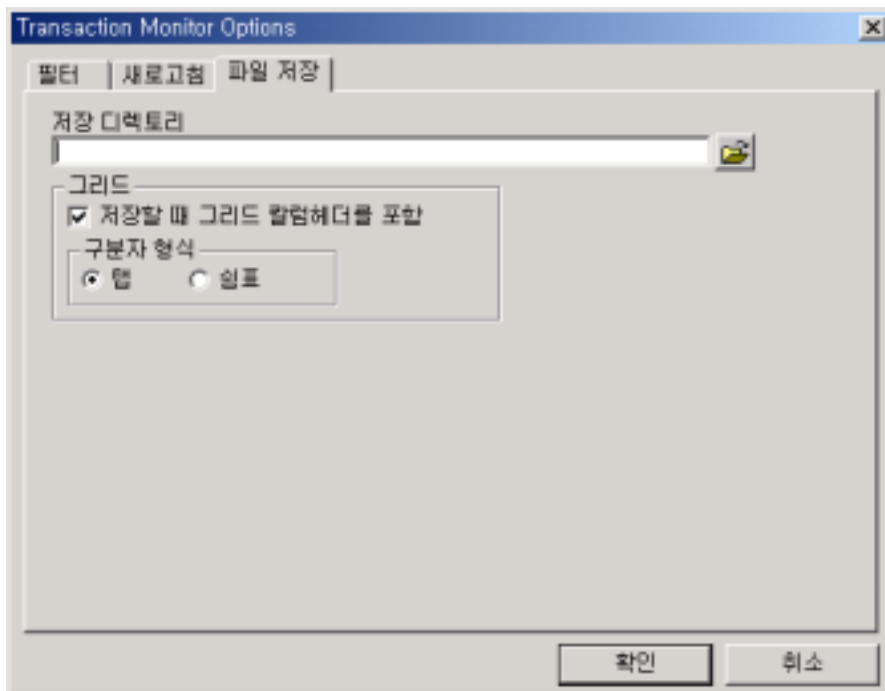 Transaction Monitor Options
필터 새로고침 파일 저장
저장 디렉토리
그리드
저장할 때 그리드 칼럼헤더를 포함
구분자 형식
탭 쉼표
확인 취소